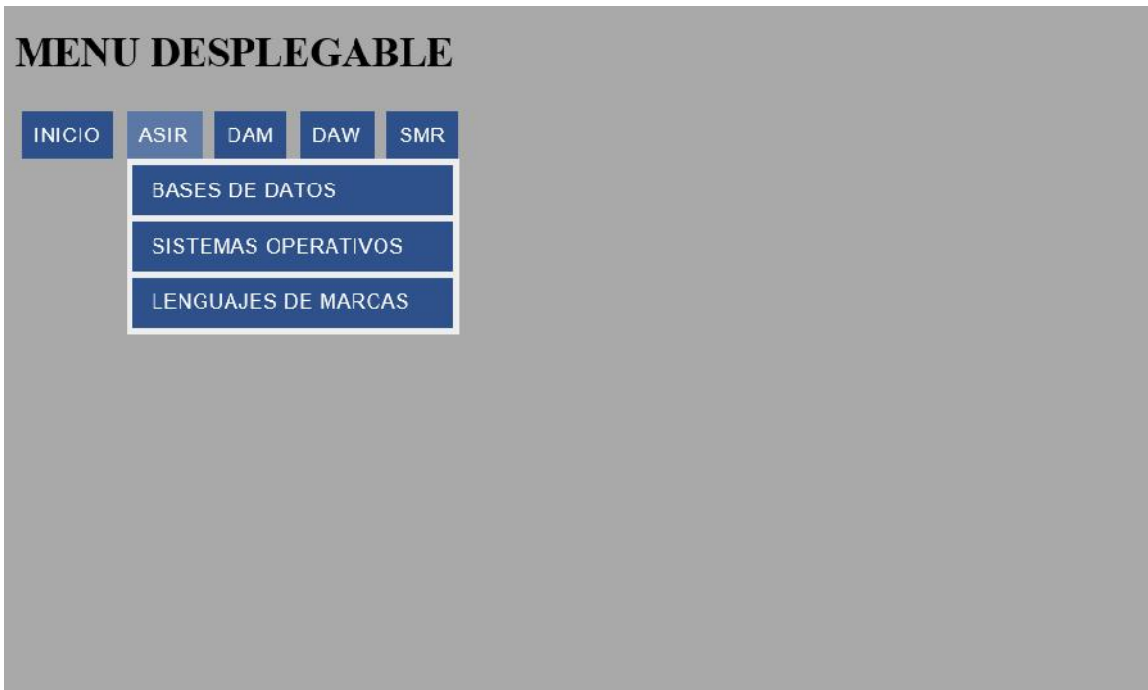 MENU DESPLEGABLE
INICIO ASIR DAM DAW SMR
BASES DE DATOS
SISTEMAS OPERATIVOS
LENGUAJES DE MARCAS